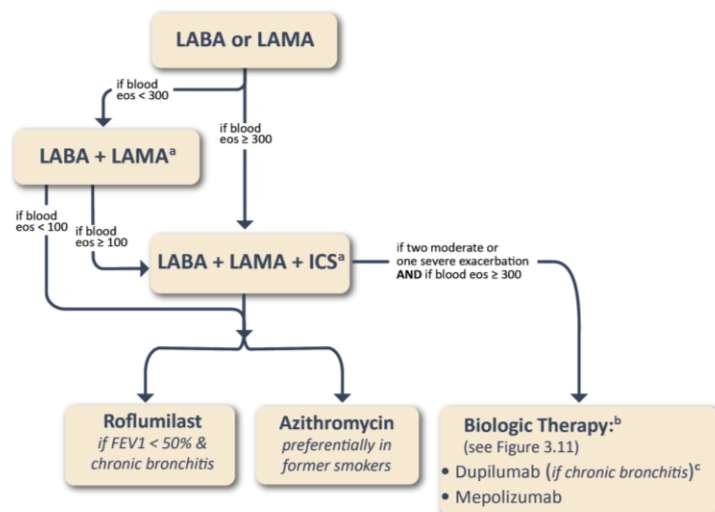 LABA or LAMA
if blood
eos < 300
if blood
eos ≥ 300
LABA + LAMAᵃ
if blood
eos < 100
if blood
eos ≥ 100
LABA + LAMA + ICSᵃ
if two moderate or
one severe exacerbation
AND if blood eos ≥ 300
Roflumilast
if FEV1 < 50% &
chronic bronchitis
Azithromycin
preferentially in
former smokers
Biologic Therapy:ᵇ
(see Figure 3.11)
• Dupilumab (if chronic bronchitis)ᶜ
• Mepolizumab